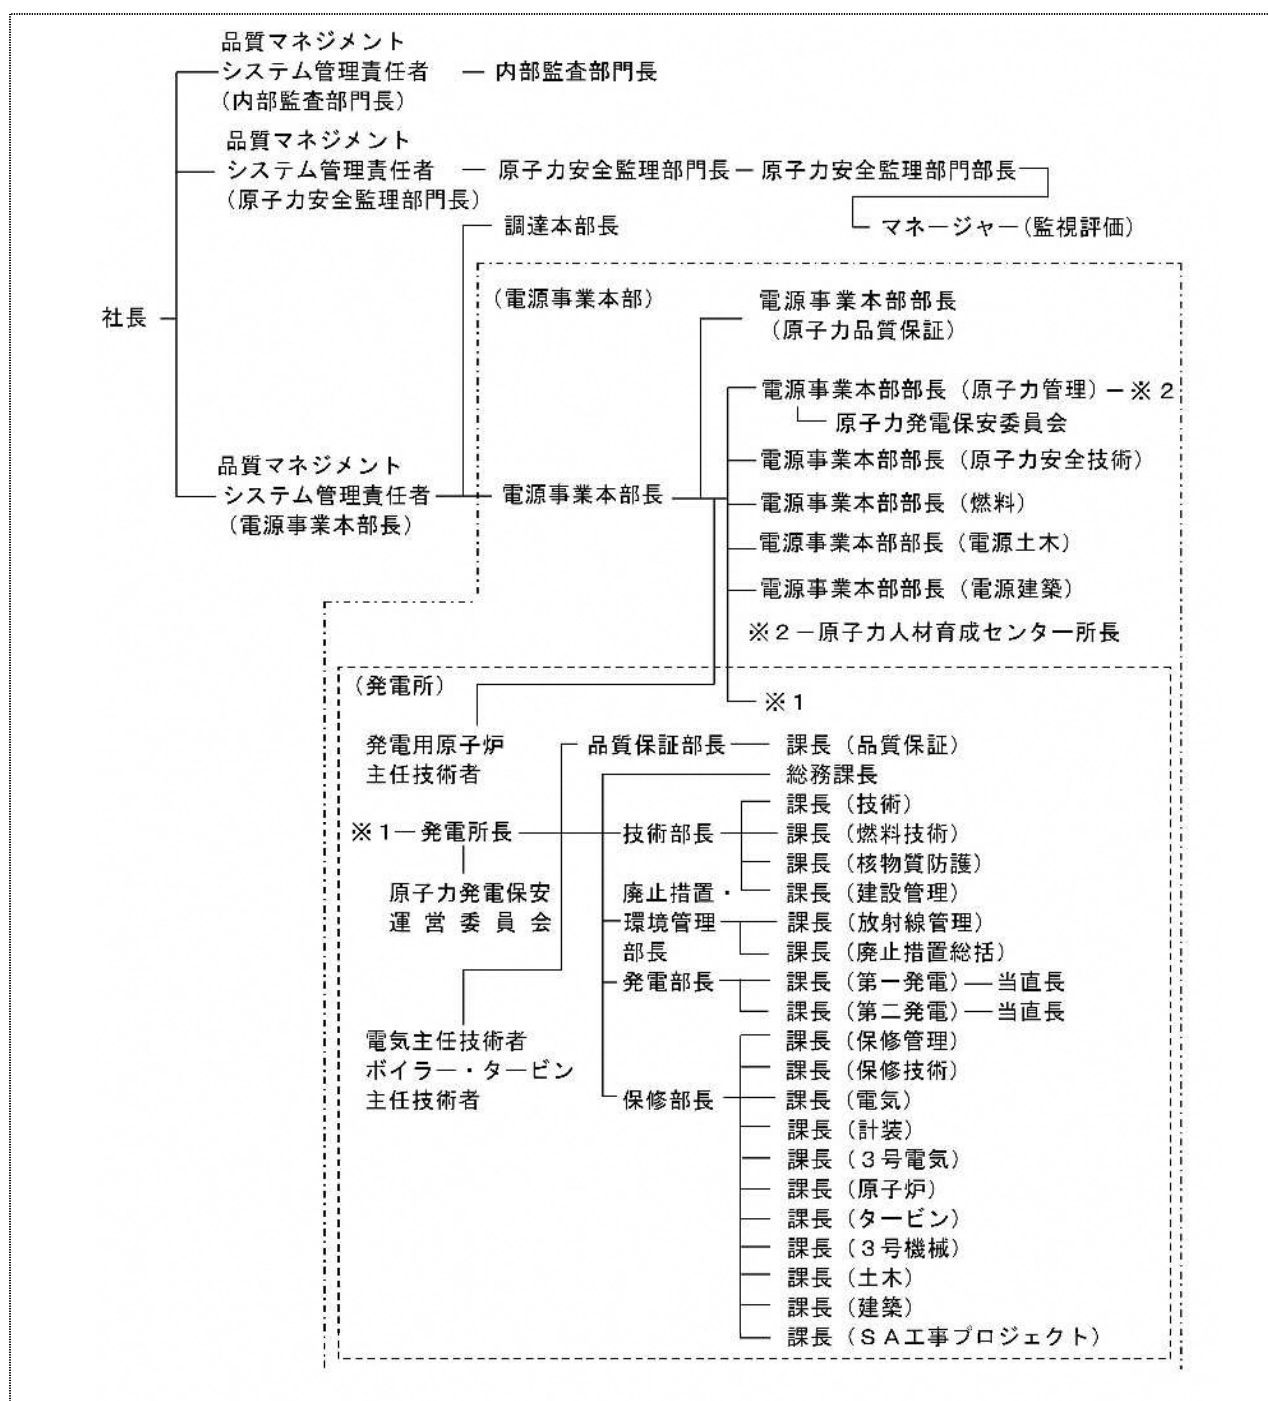 品質マネジメント
システム管理責任者 ― 内部監査部門長
(内部監査部門長)
品質マネジメント
システム管理責任者 ― 原子力安全監理部門長 ― 原子力安全監理部門部長
(原子力安全監理部門長)
マネージャー(監視評価)
調達本部長
社長
(電源事業本部)
電源事業本部部長
(原子力品質保証)
電源事業本部部長(原子力管理)―※2
原子力発電保安委員会
品質マネジメント
システム管理責任者
(電源事業本部長)
電源事業本部長
電源事業本部部長(原子力安全技術)
電源事業本部部長(燃料)
電源事業本部部長(電源土木)
電源事業本部部長(電源建築)
※2―原子力人材育成センター所長
(発電所)
※1
発電用原子炉
主任技術者
品質保証部長 ― 課長(品質保証)
総務課長
※1―発電所長
原子力発電保安
運営委員会
電気主任技術者
ボイラー・タービン
主任技術者
技術部長
課長(技術)
課長(燃料技術)
課長(核物質防護)
課長(建設管理)
廃止措置・
環境管理
部長
課長(放射線管理)
課長(廃止措置総括)
発電部長
課長(第一発電)― 当直長
課長(第二発電)― 当直長
保修部長
課長(保修管理)
課長(保修技術)
課長(電気)
課長(計装)
課長(3号電気)
課長(原子炉)
課長(タービン)
課長(3号機械)
課長(土木)
課長(建築)
課長(SA工事プロジェクト)